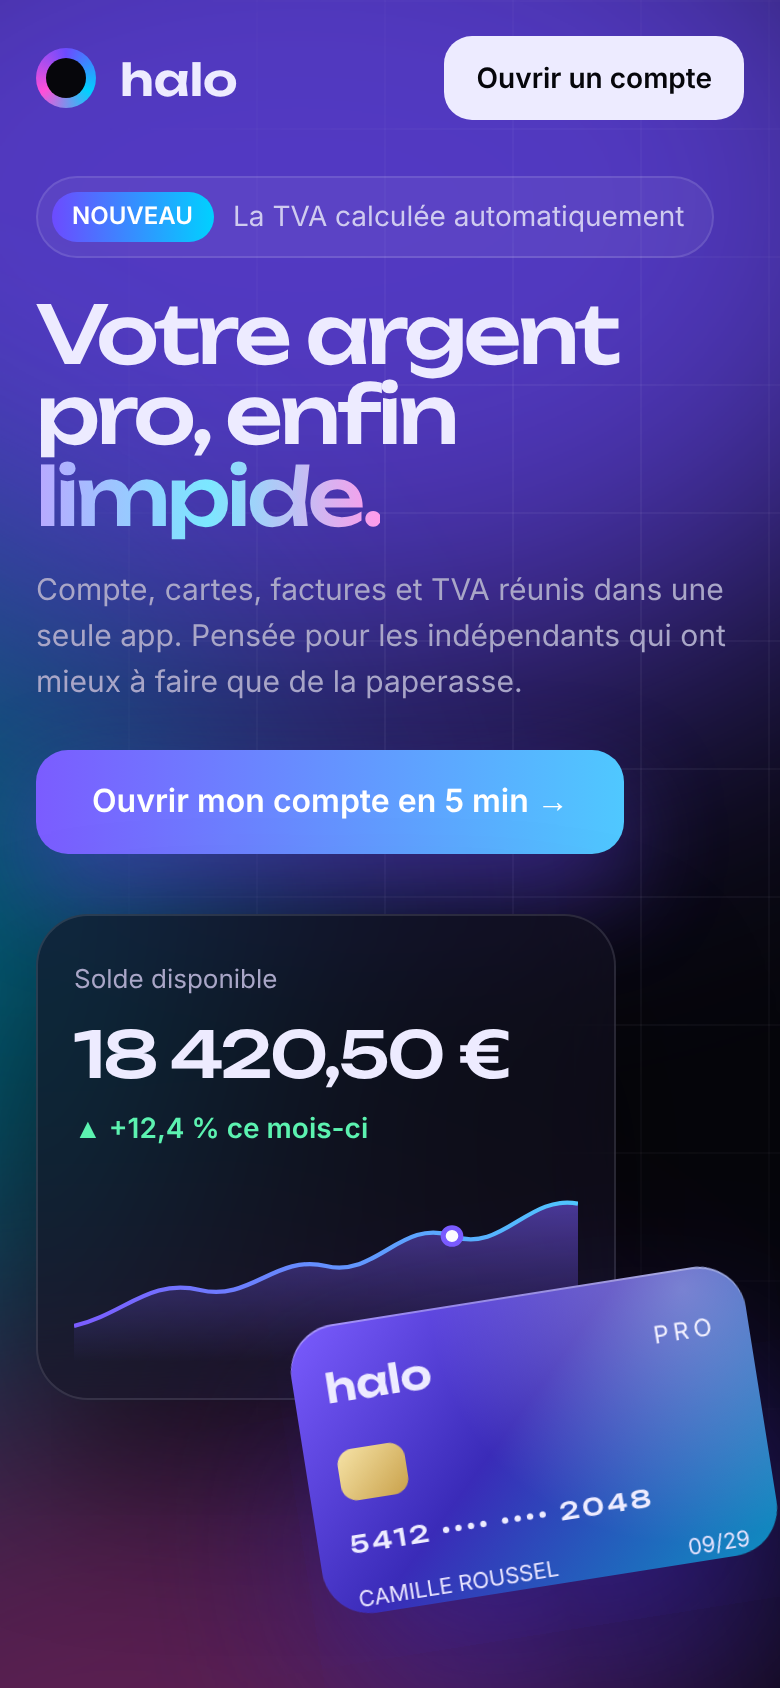 halo
Ouvrir un compte
NOUVEAU La TVA calculée automatiquement
Votre argent
pro, enfin
limpide.
Compte, cartes, factures et TVA réunis dans une
seule app. Pensée pour les indépendants qui ont
mieux à faire que de la paperasse.
Ouvrir mon compte en 5 min →
Solde disponible
18 420,50 €
▲ +12,4 % ce mois-ci
PRO
halo
5412 •••• •••• 2048
CAMILLE ROUSSEL
09/29